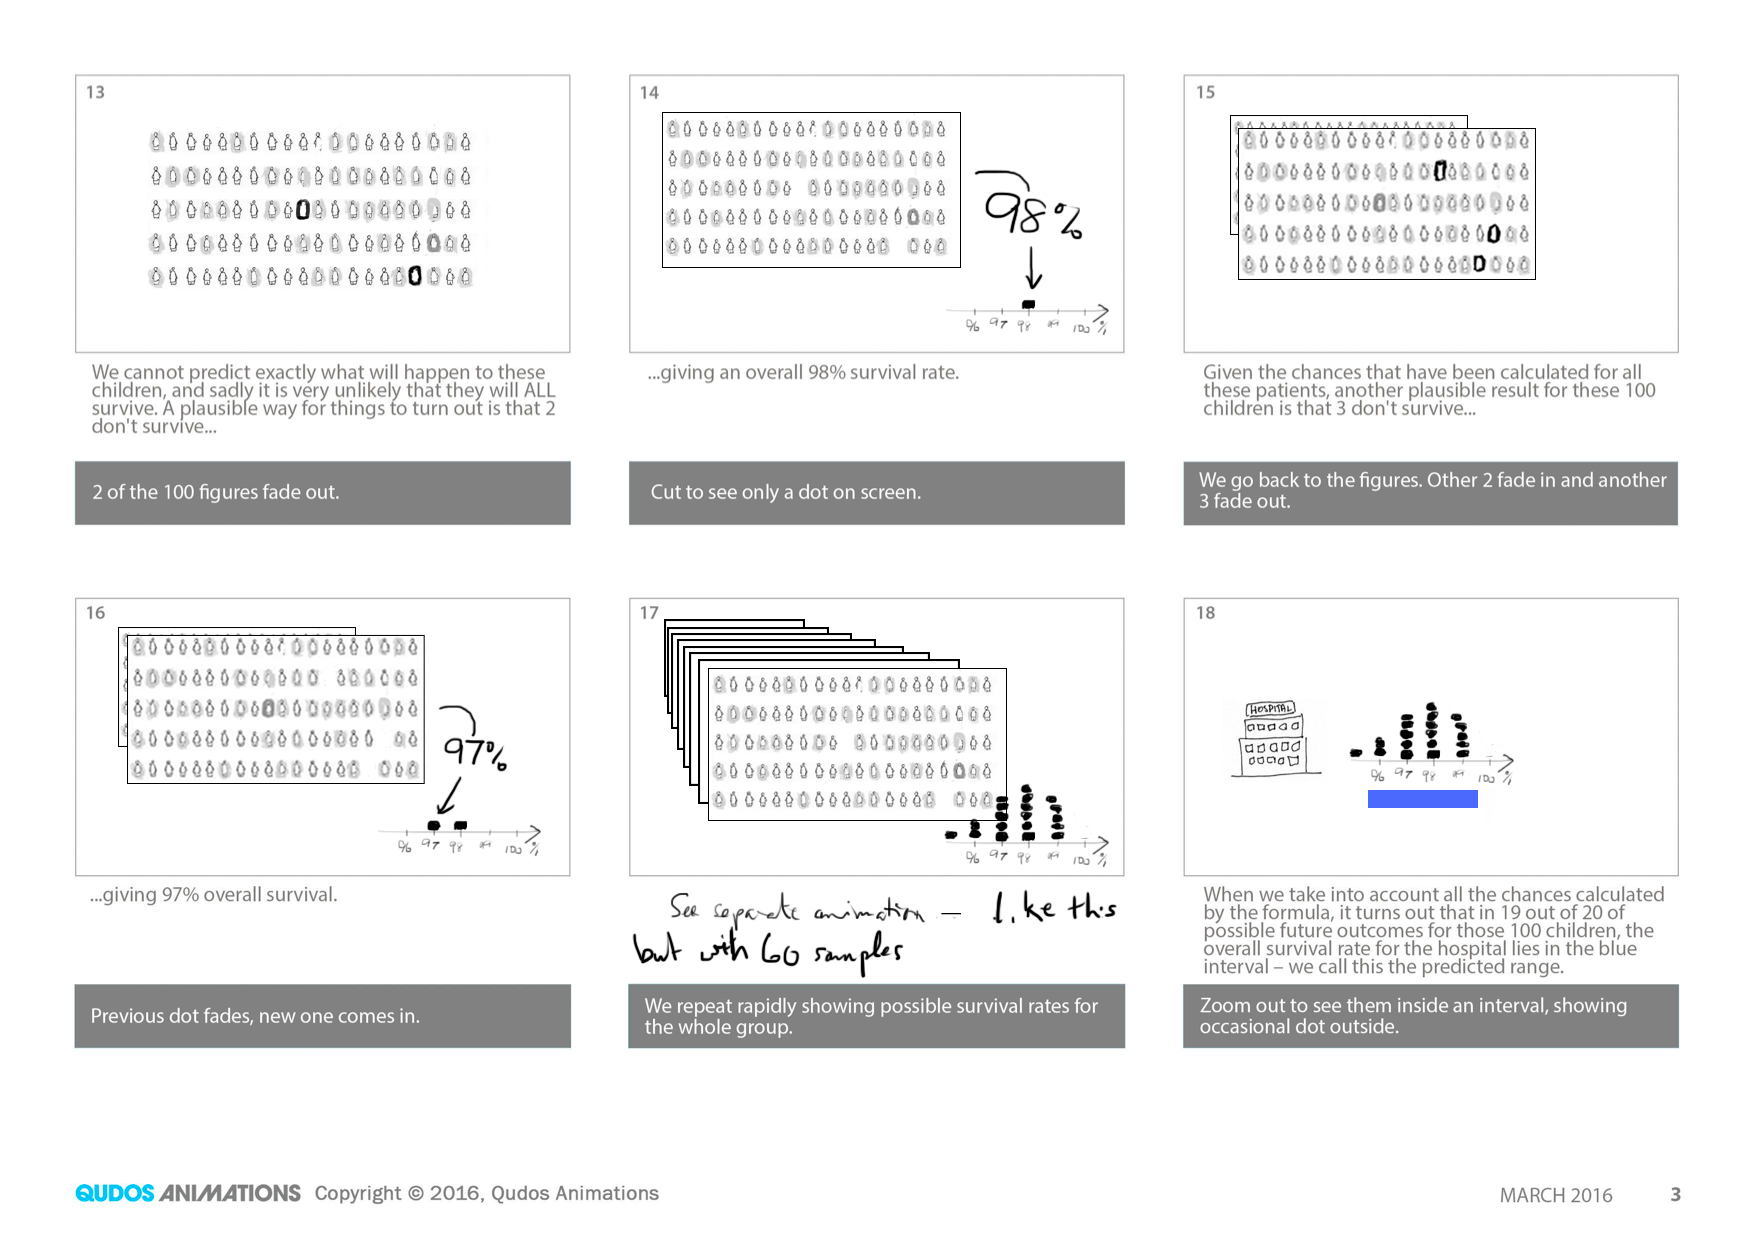 13
We cannot predict exactly what will happen to these
children, and sadly it is very unlikely that they will ALL
survive. A plausible way for things to turn out is that 2
don't survive...
2 of the 100 figures fade out.
14
98%
96 97 98 99 100 %
...giving an overall 98% survival rate.
Cut to see only a dot on screen.
15
Given the chances that have been calculated for all
these patients, another plausible result for these 100
children is that 3 don't survive...
We go back to the figures. Other 2 fade in and another
3 fade out.
16
97%
96 97 98 99 100 %
...giving 97% overall survival.
Previous dot fades, new one comes in.
17
96 97 98 99 100 %
See separate animation – like this
but with 60 samples
We repeat rapidly showing possible survival rates for
the whole group.
18
HOSPITAL
96 97 98 99 100 %
When we take into account all the chances calculated
by the formula, it turns out that in 19 out of 20 of
possible future outcomes for those 100 children, the
overall survival rate for the hospital lies in the blue
interval – we call this the predicted range.
Zoom out to see them inside an interval, showing
occasional dot outside.
QUDOS ANIMATIONS Copyright © 2016, Qudos Animations
MARCH 2016 3